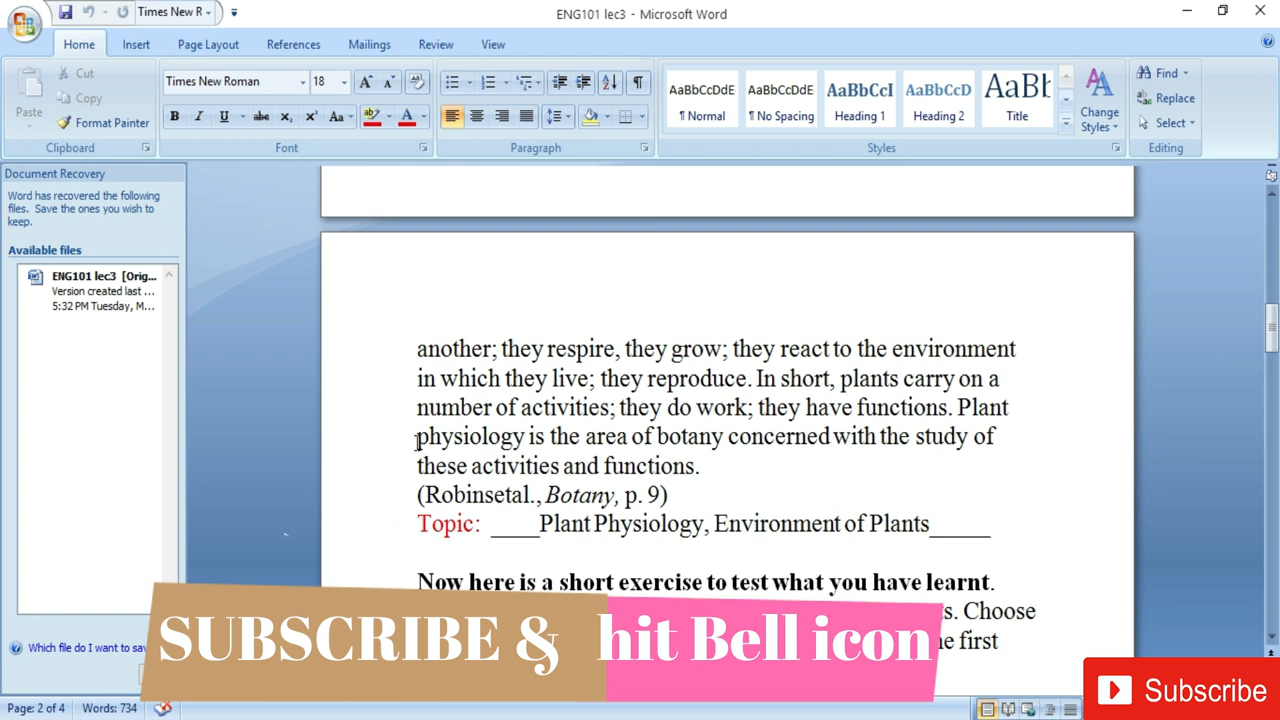 Times New R
ENG101 lec3 - Microsoft Word
Home Insert Page Layout References Mailings Review View
Paste
Cut
Copy
Format Painter
Clipboard
Times New Roman 18
B I U abc X₂ X² Aa
Font
Paragraph
AaBbCcDdE AaBbCcDdE AaBbCcI AaBbCcD AaBb
¶ Normal ¶ No Spacing Heading 1 Heading 2 Title
Change Styles
Styles
Find
Replace
Select
Editing
Document Recovery
Word has recovered the following
files. Save the ones you wish to
keep.
Available files
ENG101 lec3 [Orig...
Version created last ...
5:32 PM Tuesday, M...
Which file do I want to sav
another; they respire, they grow; they react to the environment
in which they live; they reproduce. In short, plants carry on a
number of activities; they do work; they have functions. Plant
physiology is the area of botany concerned with the study of
these activities and functions.
(Robinsetal., Botany, p. 9)
Topic: ____Plant Physiology, Environment of Plants_____
Now here is a short exercise to test what you have learnt.
s. Choose
e first
SUBSCRIBE & hit Bell icon
Subscribe
Page: 2 of 4 Words: 734